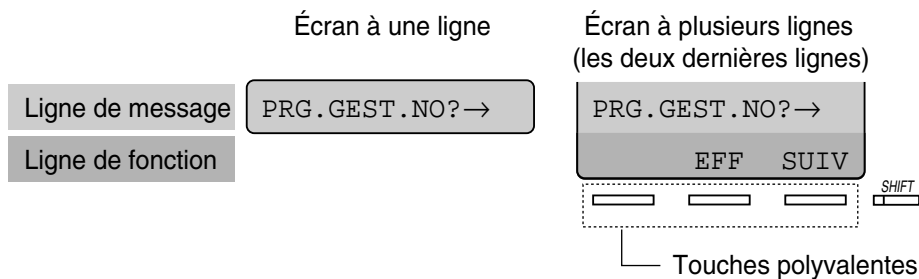 Écran à une ligne
Écran à plusieurs lignes
(les deux dernières lignes)
Ligne de message
PRG.GEST.NO?→
PRG.GEST.NO?→
Ligne de fonction
EFF SUIV
SHIFT
Touches polyvalentes